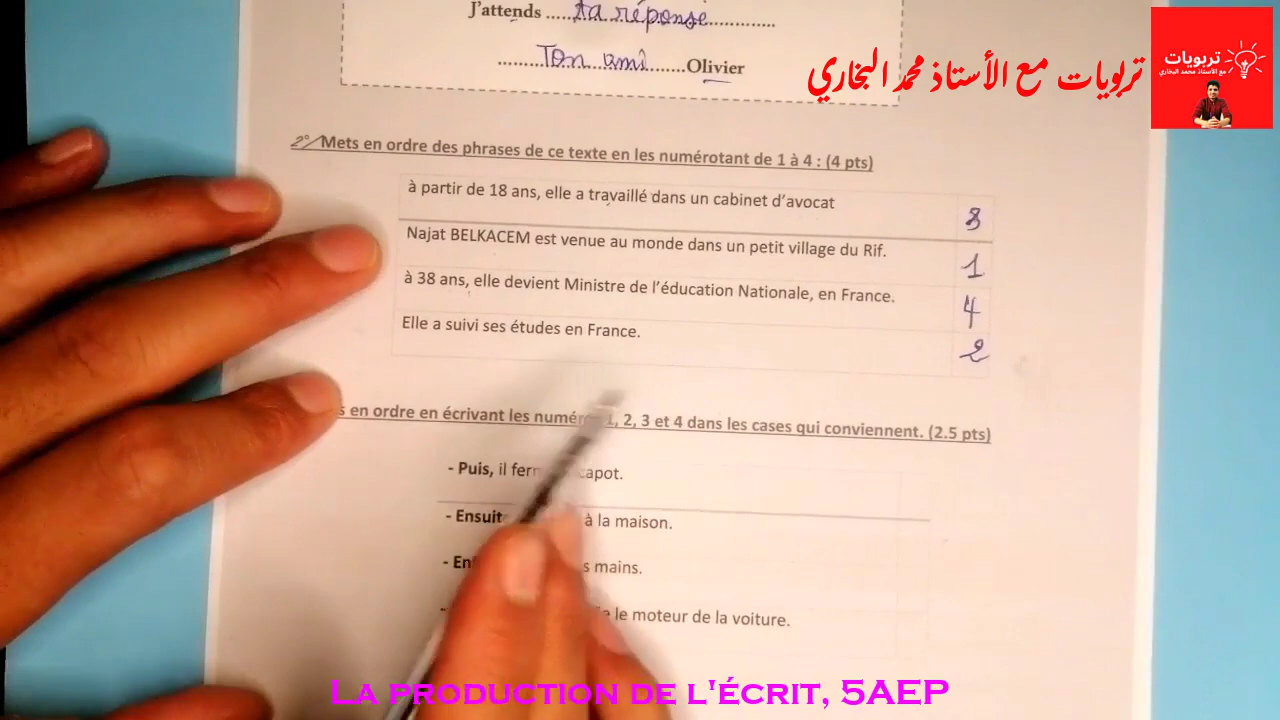 J'attends ...... ta réponse ..............
......... Ton ami ........Olivier
تربويات مع الأستاذ محمد البخاري
تربويات
مع الأستاذ محمد البخاري
2°/ Mets en ordre des phrases de ce texte en les numérotant de 1 à 4 : (4 pts)
à partir de 18 ans, elle a travaillé dans un cabinet d'avocat 3
Najat BELKACEM est venue au monde dans un petit village du Rif. 1
à 38 ans, elle devient Ministre de l'éducation Nationale, en France. 4
Elle a suivi ses études en France. 2
en ordre en écrivant les numéros 1, 2, 3 et 4 dans les cases qui conviennent. (2.5 pts)
- Puis, il capot.
- à la maison.
- mains.
le moteur de la voiture.
La production de l'écrit, 5AEP